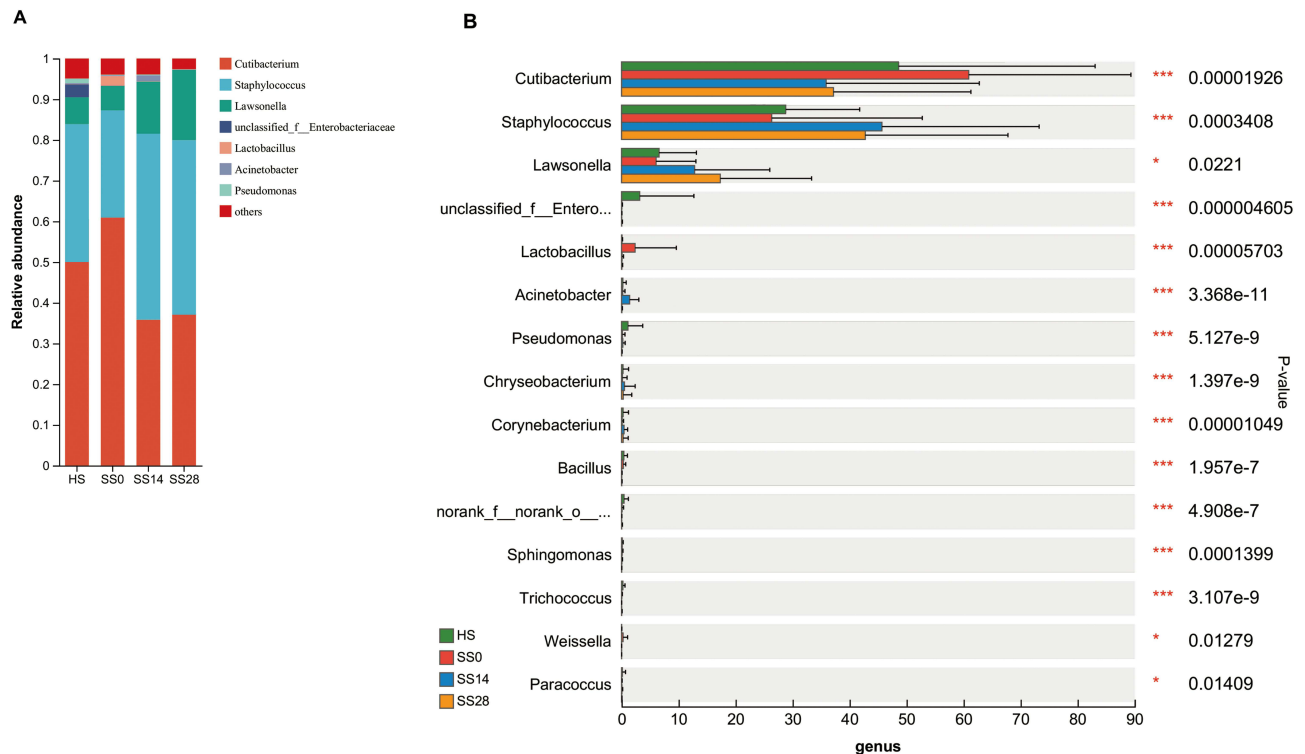 A
1
0.9
0.8
0.7
0.6
0.5
0.4
0.3
0.2
0.1
0
Relative abundance
HS SS0 SS14 SS28
Cutibacterium
Staphylococcus
Lawsonella
unclassified_f__Enterobacteriaceae
Lactobacillus
Acinetobacter
Pseudomonas
others
B
Cutibacterium *** 0.00001926
Staphylococcus *** 0.0003408
Lawsonella * 0.0221
unclassified_f__Entero... *** 0.000004605
Lactobacillus *** 0.00005703
Acinetobacter *** 3.368e-11
Pseudomonas *** 5.127e-9
Chryseobacterium *** 1.397e-9
Corynebacterium *** 0.00001049
Bacillus *** 1.957e-7
norank_f__norank_o__... *** 4.908e-7
Sphingomonas *** 0.0001399
Trichococcus *** 3.107e-9
Weissella * 0.01279
Paracoccus * 0.01409
P-value
HS
SS0
SS14
SS28
0 10 20 30 40 50 60 70 80 90
genus